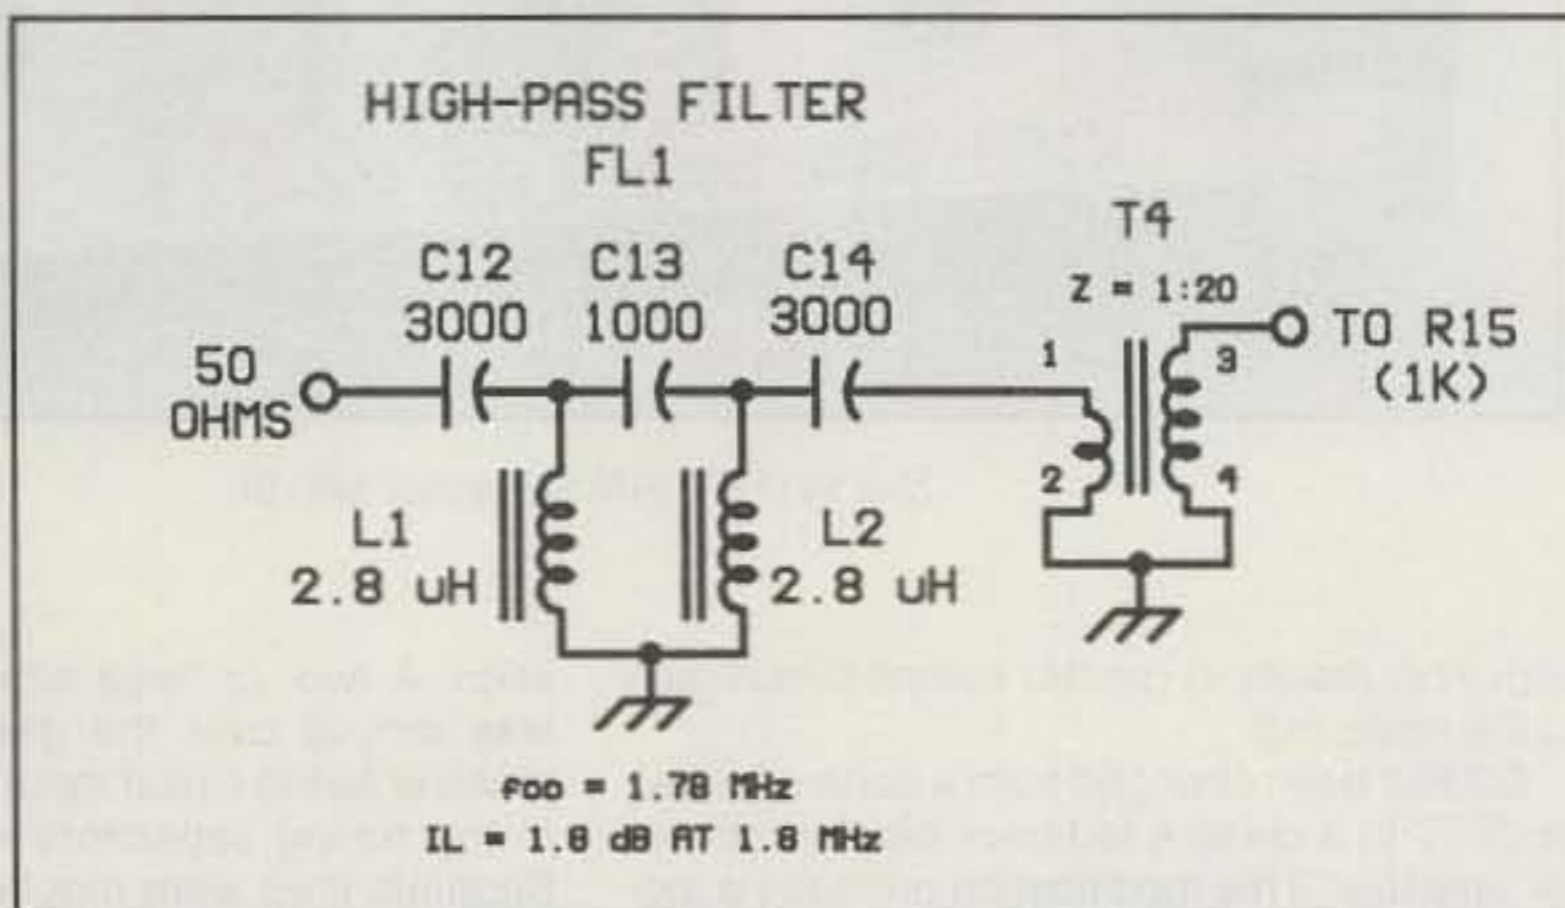 HIGH-PASS FILTER
FL1
C12
3000
C13
1000
C14
3000
T4
Z = 1:20
50
OHMS
1
2
3
4
TO R15
(1K)
L1
2.8 uH
L2
2.8 uH
foo = 1.78 MHz
IL = 1.8 dB AT 1.8 MHz